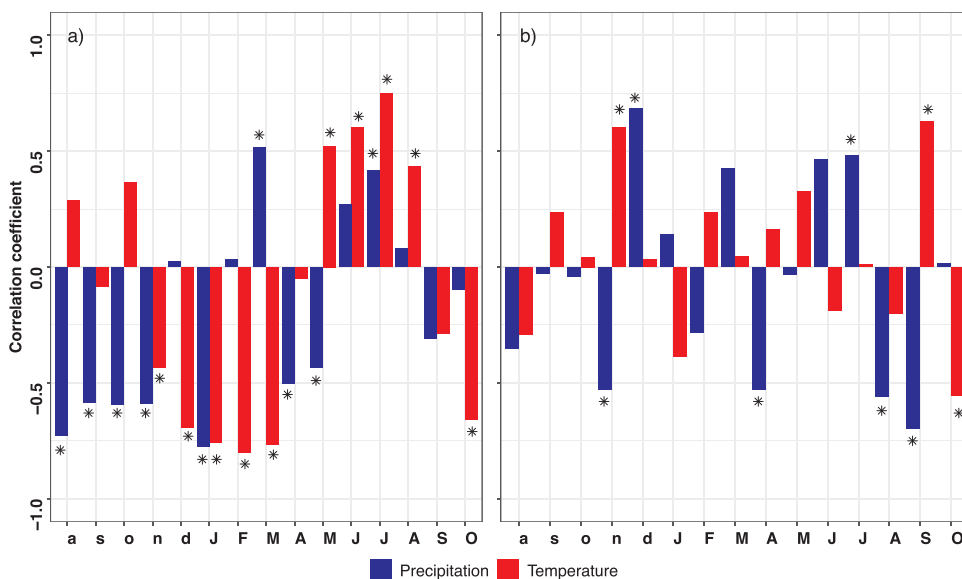 a)
b)
Correlation coefficient
1.0
0.5
0.0
−0.5
−1.0
a s o n d J F M A M J J A S O
a s o n d J F M A M J J A S O
Precipitation Temperature